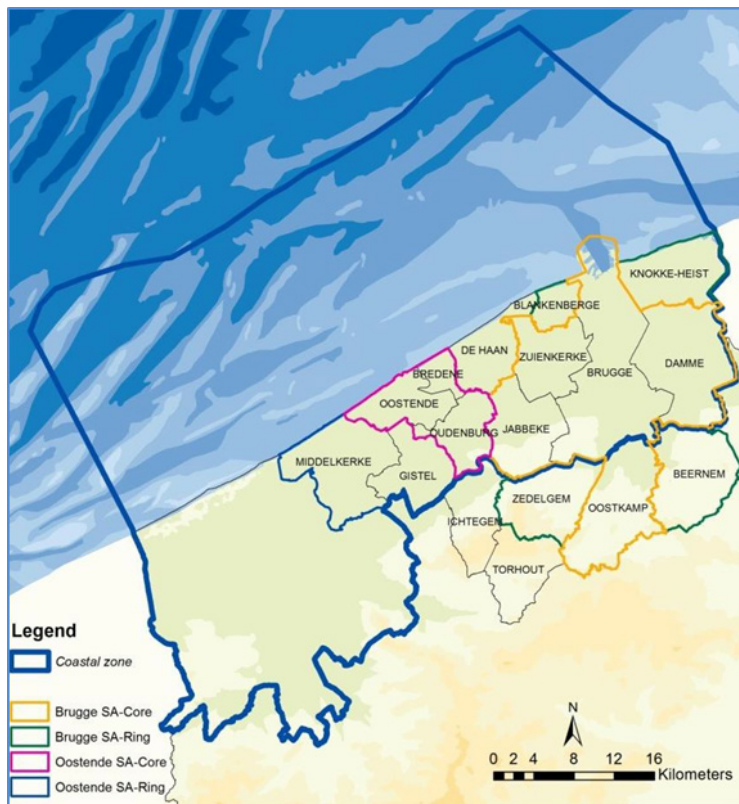 KNOKKE-HEIST
BLANKENBERGE
DE HAAN
ZUIENKERKE
DAMME
BRUGGE
BREDENE
OOSTENDE
OUDENBURG
JABBEKE
MIDDELKERKE
GISTEL
BEERNEM
ZEDELGEM
OOSTKAMP
ICHTEGEM
TORHOUT
Legend
Coastal zone
Brugge SA-Core
Brugge SA-Ring
Oostende SA-Core
Oostende SA-Ring
N
0 2 4 8 12 16
Kilometers